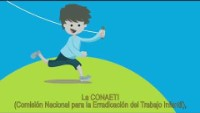 La CONAETI
(Comisión Nacional para la Erradicación del Trabajo Infantil),